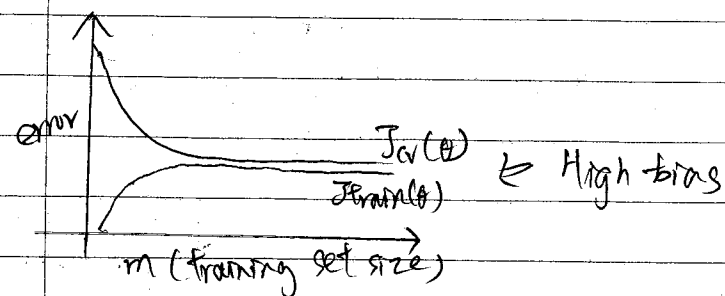 error
Jcv(θ)
Jtrain(θ)
← High bias
m (training set size)